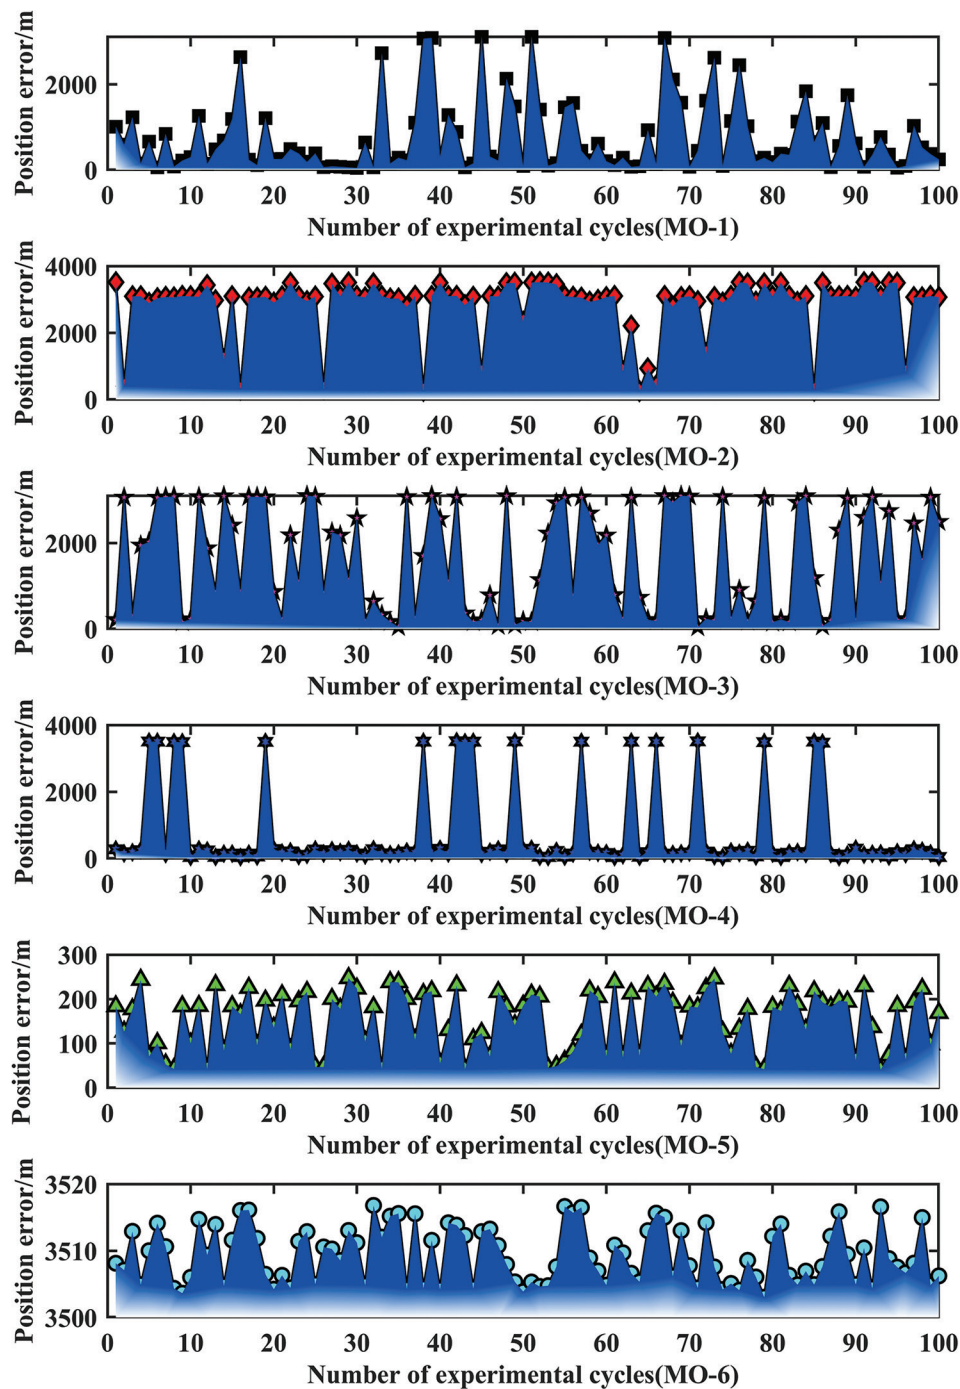 Position error/m
2000
0
0 10 20 30 40 50 60 70 80 90 100
Number of experimental cycles(MO-1)
Position error/m
4000
2000
0
0 10 20 30 40 50 60 70 80 90 100
Number of experimental cycles(MO-2)
Position error/m
2000
0
0 10 20 30 40 50 60 70 80 90 100
Number of experimental cycles(MO-3)
Position error/m
4000
2000
0
0 10 20 30 40 50 60 70 80 90 100
Number of experimental cycles(MO-4)
Position error/m
300
200
100
0
0 10 20 30 40 50 60 70 80 90 100
Number of experimental cycles(MO-5)
Position error/m
3520
3510
3500
0 10 20 30 40 50 60 70 80 90 100
Number of experimental cycles(MO-6)